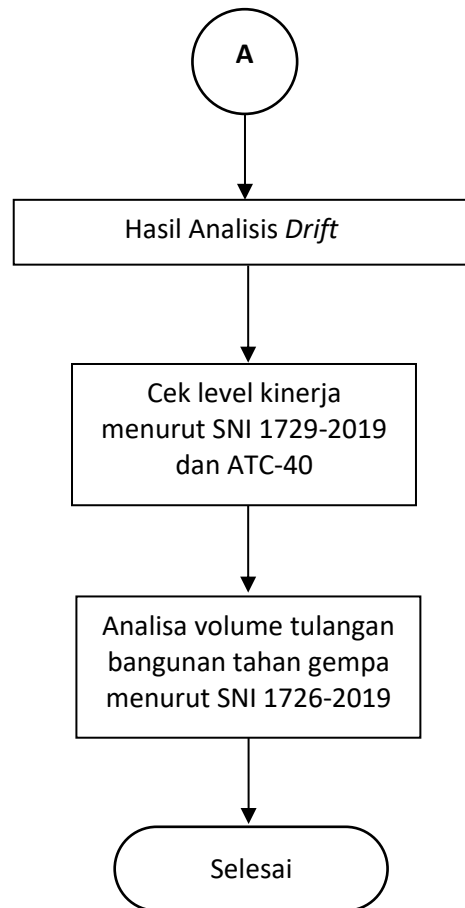 A
Hasil Analisis Drift
Cek level kinerja
menurut SNI 1729-2019
dan ATC-40
Analisa volume tulangan
bangunan tahan gempa
menurut SNI 1726-2019
Selesai